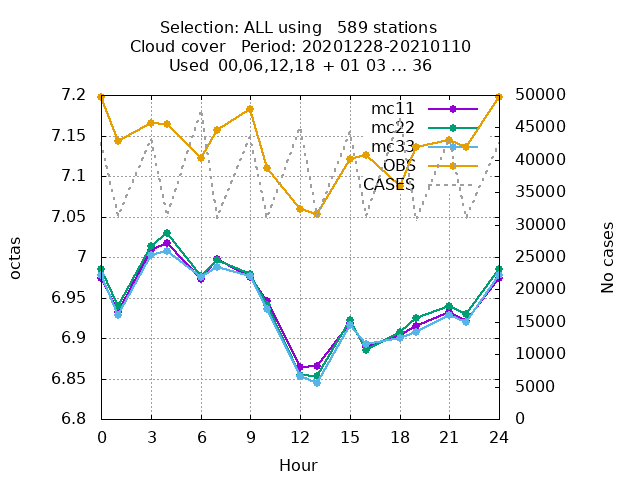 Selection: ALL using   589 stations
Cloud cover   Period: 20201228-20210110
Used  00,06,12,18 + 01 03 ... 36
mc11
mc22
mc33
OBS
CASES
7.2
7.15
7.1
7.05
7
6.95
6.9
6.85
6.8
octas
50000
45000
40000
35000
30000
25000
20000
15000
10000
5000
0
No cases
0 3 6 9 12 15 18 21 24
Hour